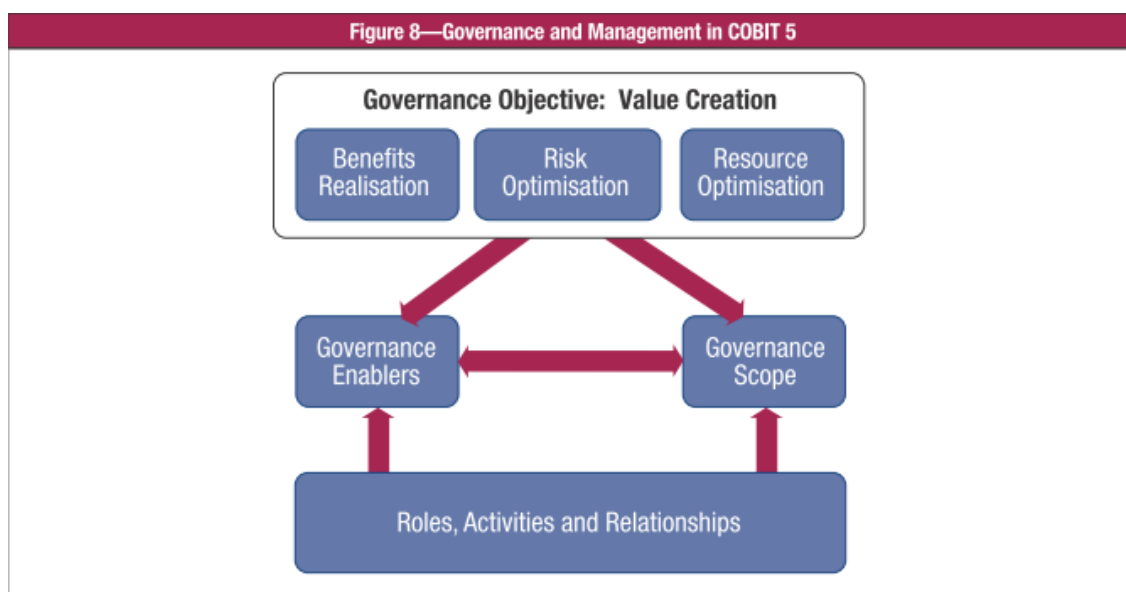 Figure 8—Governance and Management in COBIT 5
Governance Objective: Value Creation
Benefits
Realisation
Risk
Optimisation
Resource
Optimisation
Governance
Enablers
Governance
Scope
Roles, Activities and Relationships